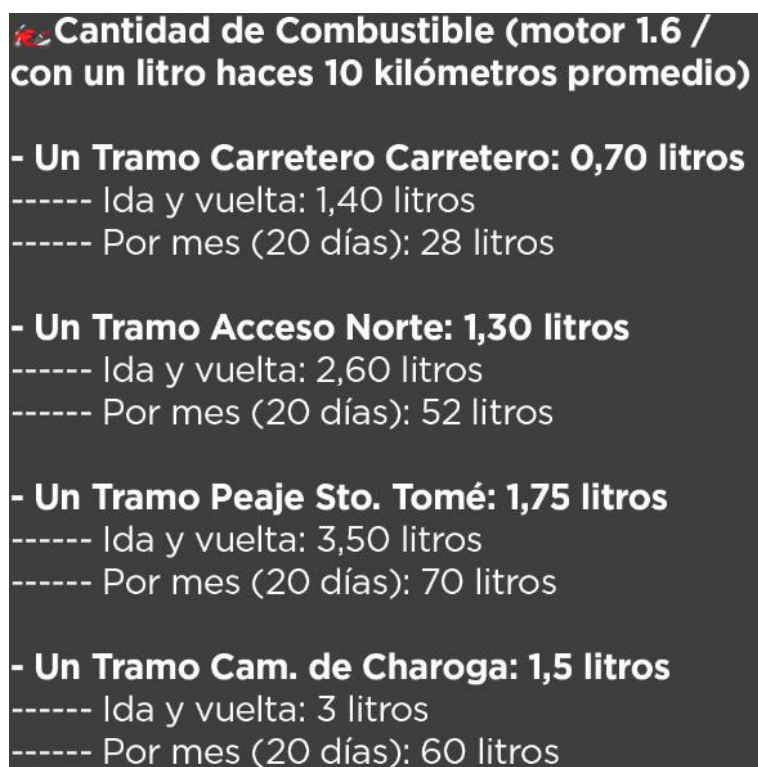 🏍️Cantidad de Combustible (motor 1.6 /
con un litro haces 10 kilómetros promedio)
- Un Tramo Carretero Carretero: 0,70 litros
------ Ida y vuelta: 1,40 litros
------ Por mes (20 días): 28 litros
- Un Tramo Acceso Norte: 1,30 litros
------ Ida y vuelta: 2,60 litros
------ Por mes (20 días): 52 litros
- Un Tramo Peaje Sto. Tomé: 1,75 litros
------ Ida y vuelta: 3,50 litros
------ Por mes (20 días): 70 litros
- Un Tramo Cam. de Charoga: 1,5 litros
------ Ida y vuelta: 3 litros
------ Por mes (20 días): 60 litros